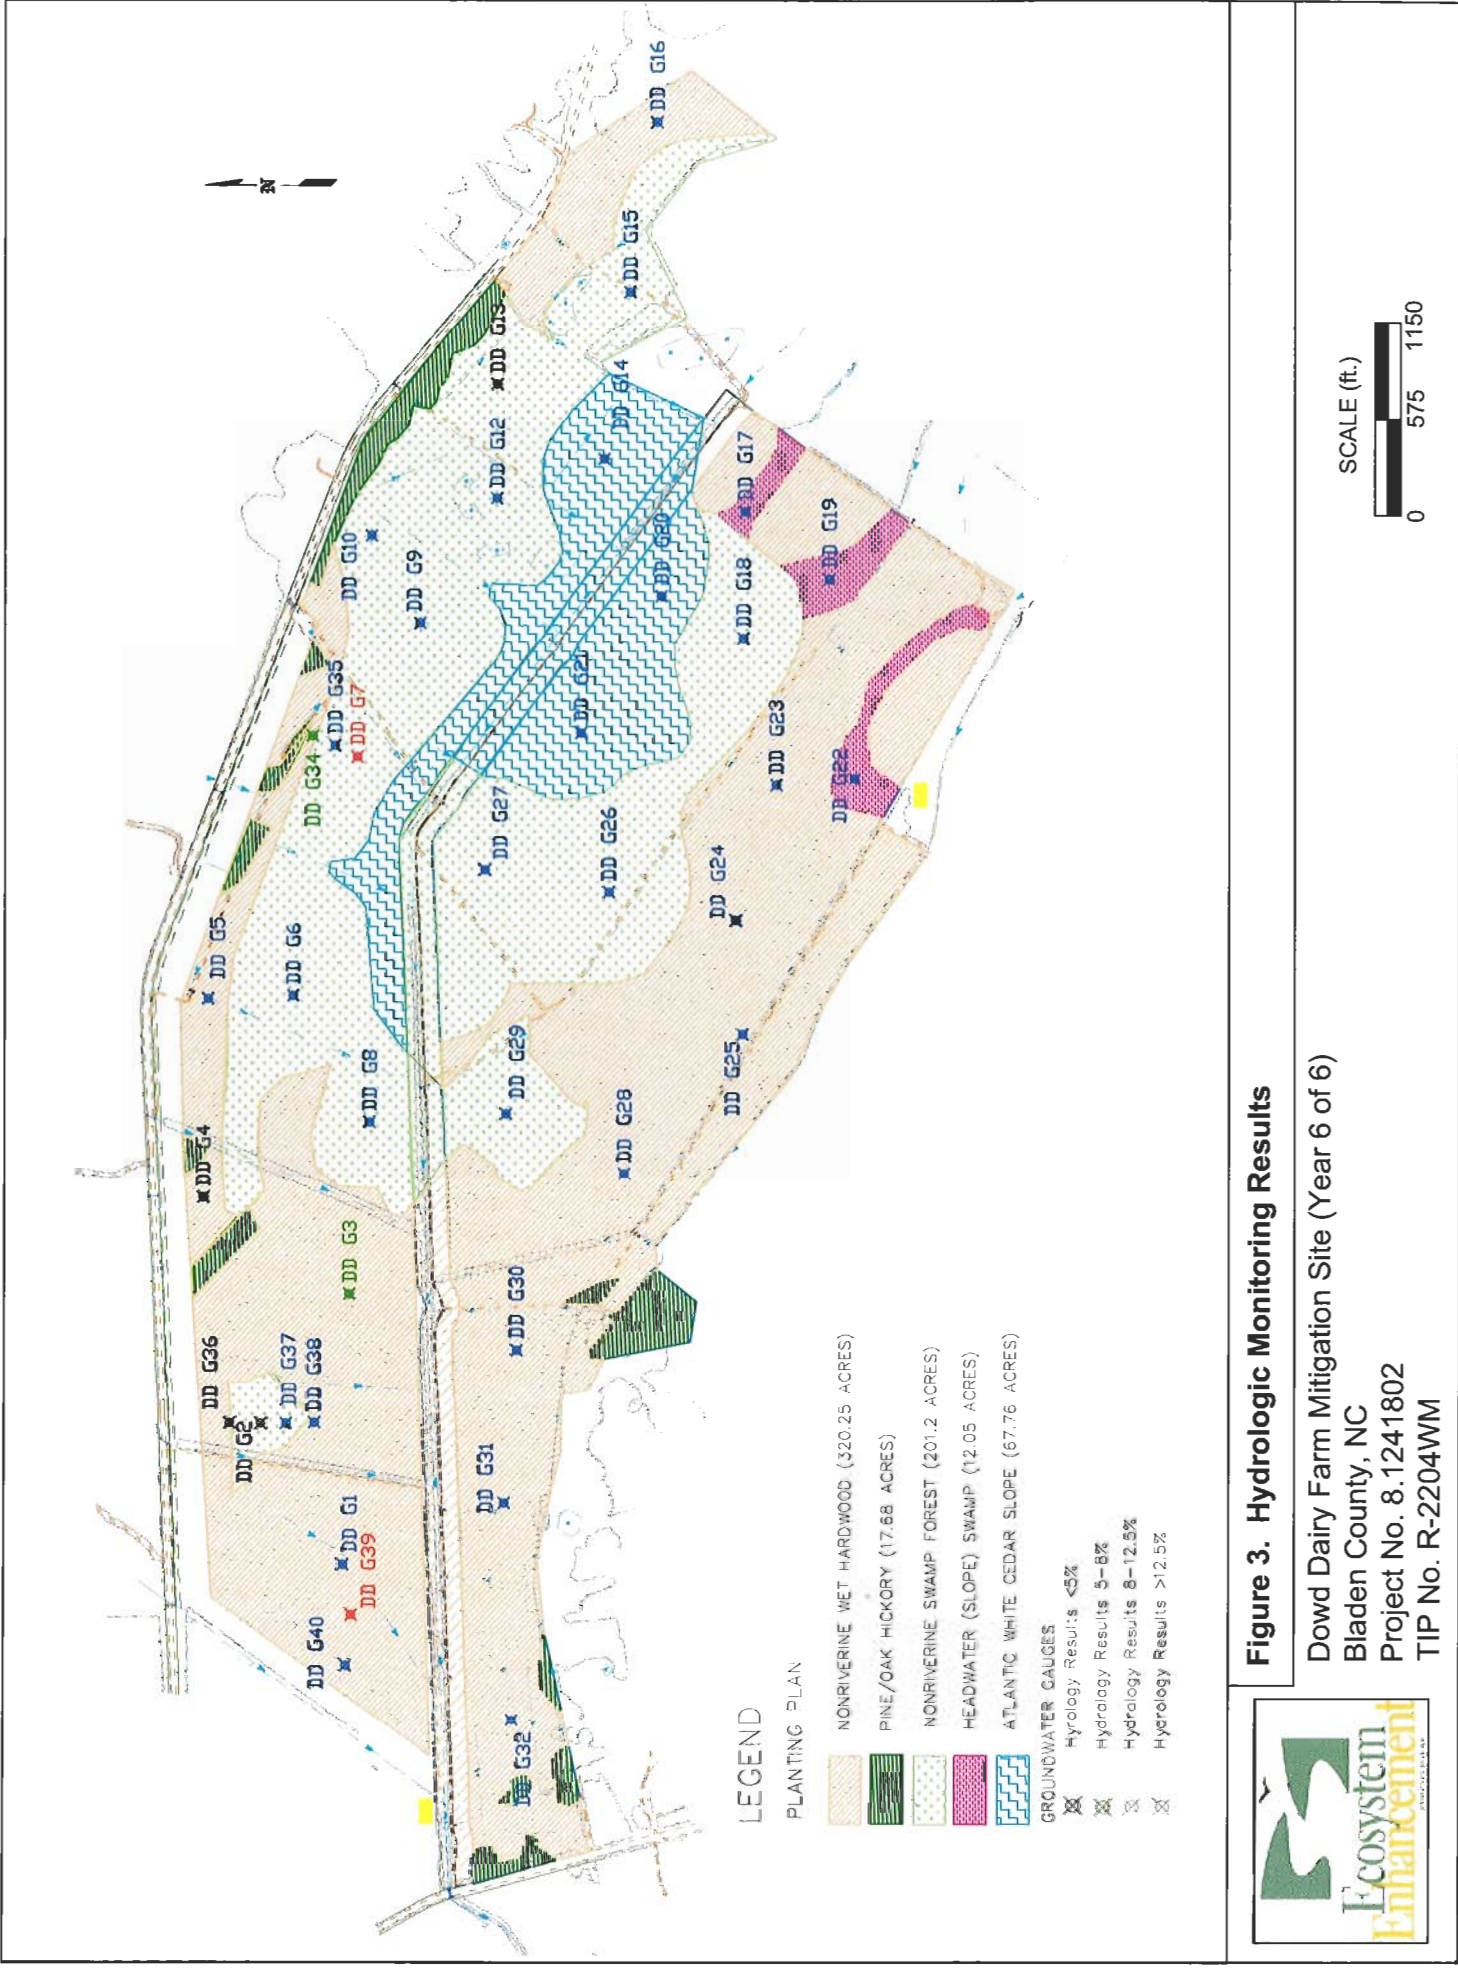 DD G16
N
DD G15
DD G13
DD G14
DD G12
DD G17
DD G10
DD G9
DD G20
DD G19
DD G18
DD G35
DD G7
DD G21
DD G34
DD G23
DD G22
DD G27
DD G26
DD G24
DD G5
DD G6
DD G8
DD G29
DD G25
DD G28
DD G4
DD G3
DD G30
DD G36
DD G37
DD G38
DD G2
DD G31
DD G1
DD G39
DD G40
DD G32
LEGEND
PLANTING PLAN
NONRIVERINE WET HARDWOOD (320.25 ACRES)
PINE/OAK HICKORY (17.68 ACRES)
NONRIVERINE SWAMP FOREST (201.2 ACRES)
HEADWATER (SLOPE) SWAMP (12.05 ACRES)
ATLANTIC WHITE CEDAR SLOPE (67.76 ACRES)
GROUNDWATER GAUGES
Hyrology Results <5%
Hydrology Results 5-8%
Hydrology Results 8-12.5%
Hydrology Results >12.5%
SCALE (ft.)
0 575 1150
Figure 3. Hydrologic Monitoring Results
Dowd Dairy Farm Mitigation Site (Year 6 of 6)
Bladen County, NC
Project No. 8.1241802
TIP No. R-2204WM
Ecosystem
Enhancement